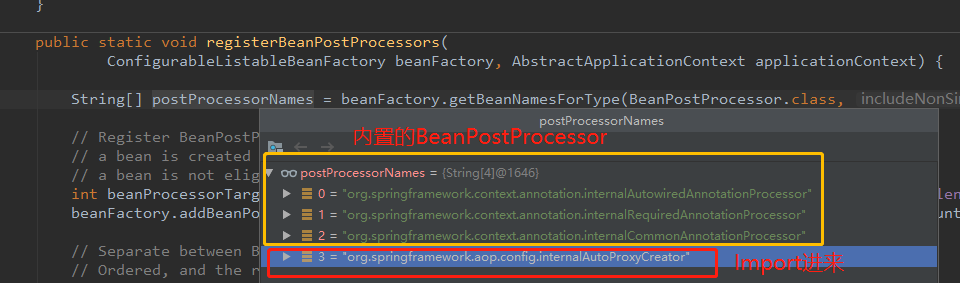 }
public static void registerBeanPostProcessors(
ConfigurableListableBeanFactory beanFactory, AbstractApplicationContext applicationContext) {
String[] postProcessorNames = beanFactory.getBeanNamesForType(BeanPostProcessor.class, includeNonSi
postProcessorNames
// Register BeanPostP
内置的BeanPostProcessor
// a bean is created
// a bean is not elig
postProcessorNames = {String[4]@1646}
int beanProcessorTarg
0 = "org.springframework.context.annotation.internalAutowiredAnnotationProcessor"
beanFactory.addBeanPo
1 = "org.springframework.context.annotation.internalRequiredAnnotationProcessor"
unt
2 = "org.springframework.context.annotation.internalCommonAnnotationProcessor"
// Separate between B
3 = "org.springframework.aop.config.internalAutoProxyCreator"
Import进来
// Ordered, and the r